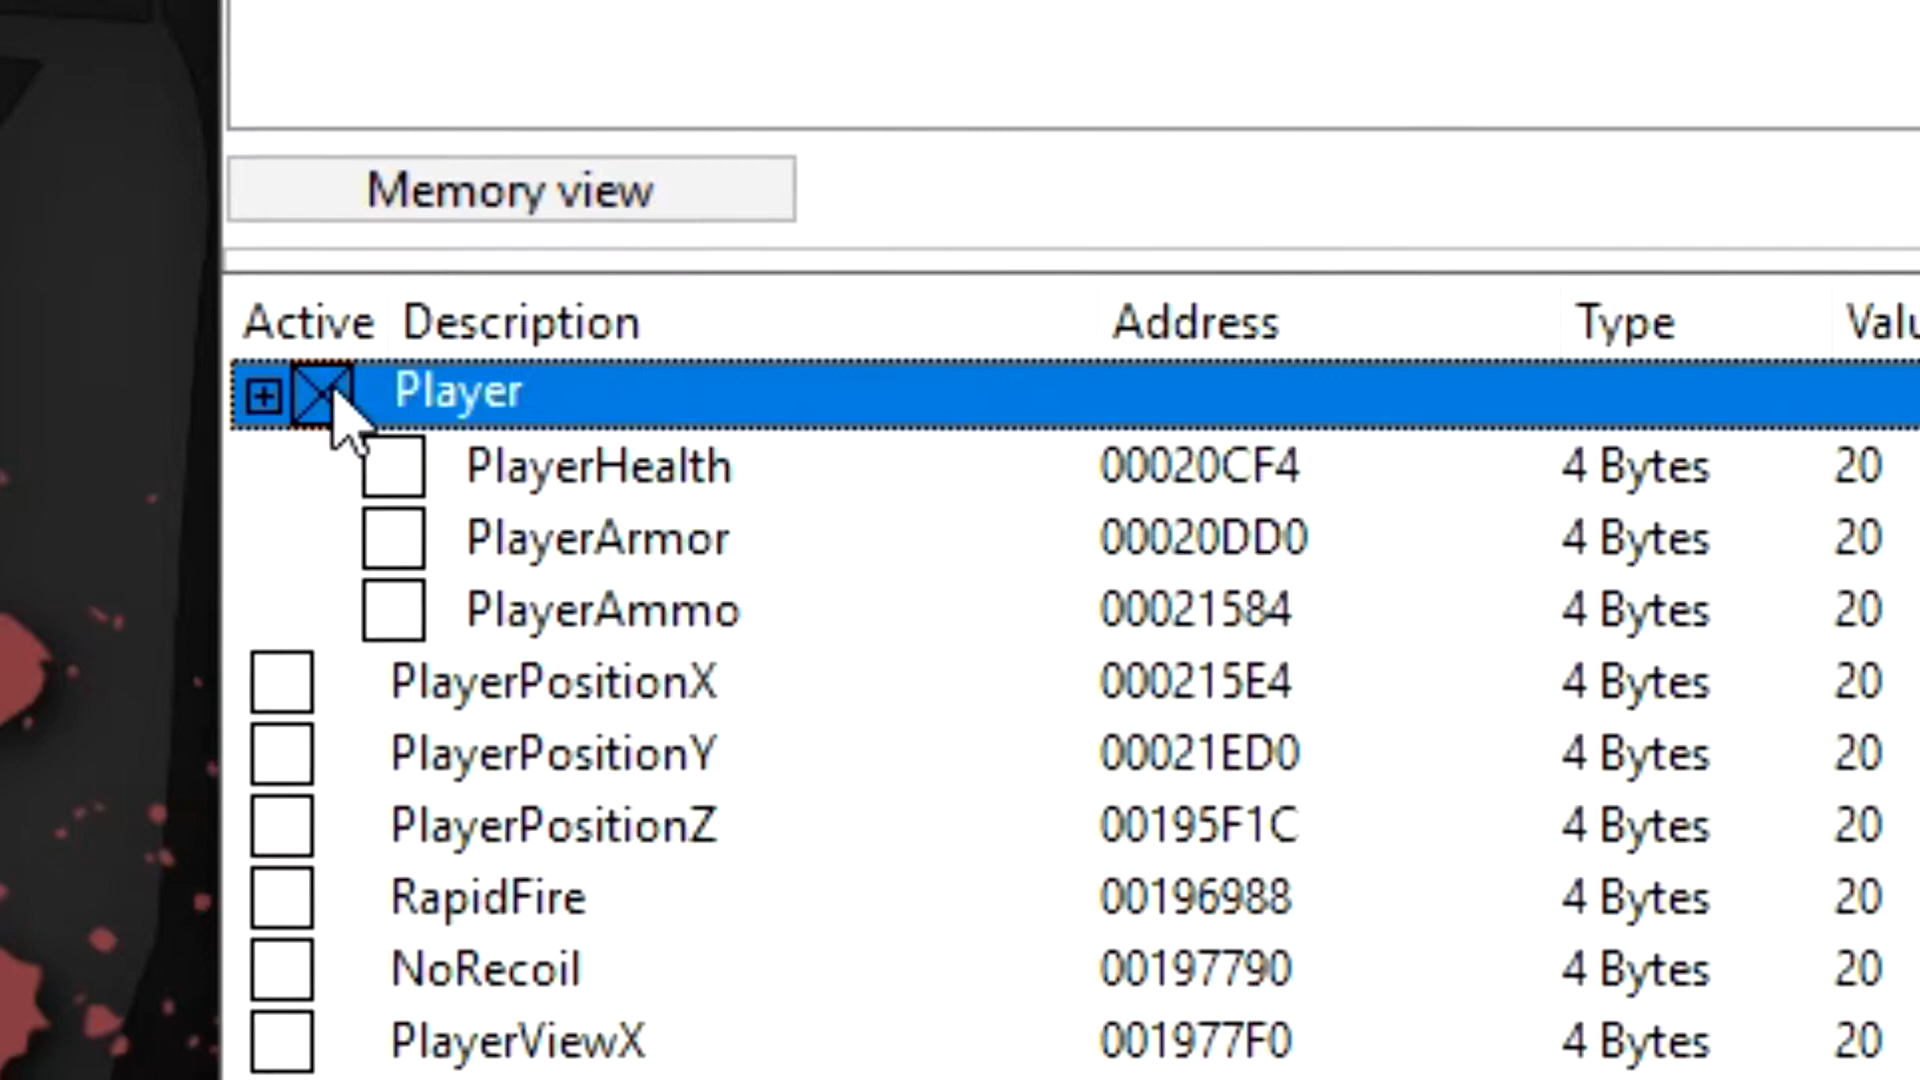 Memory view
Active Description Address Type Valu
Player
PlayerHealth 00020CF4 4 Bytes 20
PlayerArmor 00020DD0 4 Bytes 20
PlayerAmmo 00021584 4 Bytes 20
PlayerPositionX 000215E4 4 Bytes 20
PlayerPositionY 00021ED0 4 Bytes 20
PlayerPositionZ 00195F1C 4 Bytes 20
RapidFire 00196988 4 Bytes 20
NoRecoil 00197790 4 Bytes 20
PlayerViewX 001977F0 4 Bytes 20